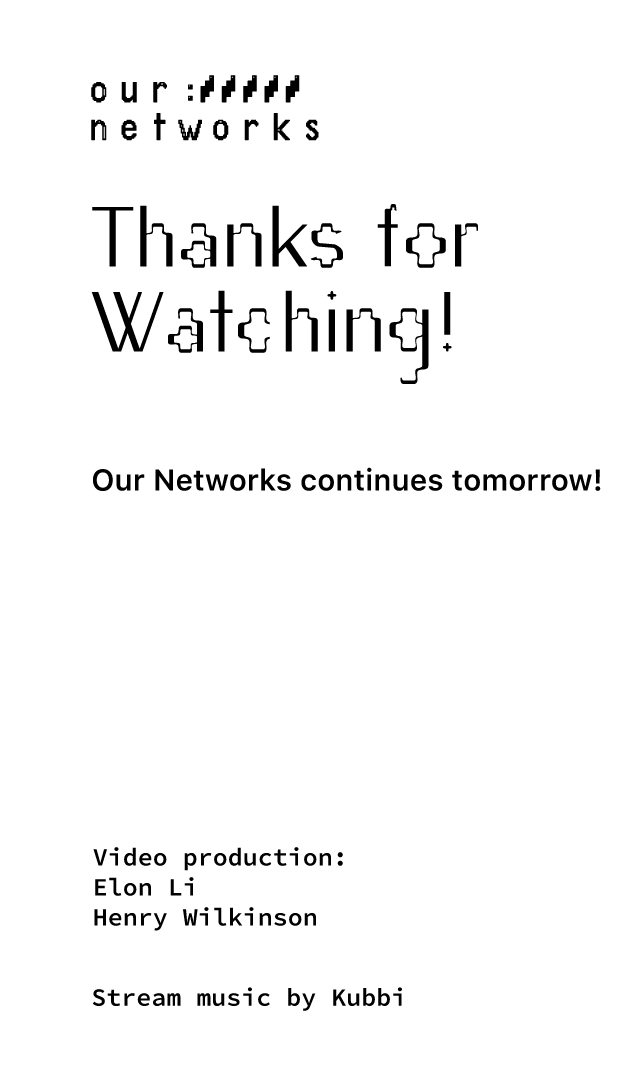 our ://///
networks
Thanks for
Watching!
Our Networks continues tomorrow!
Video production:
Elon Li
Henry Wilkinson
Stream music by Kubbi